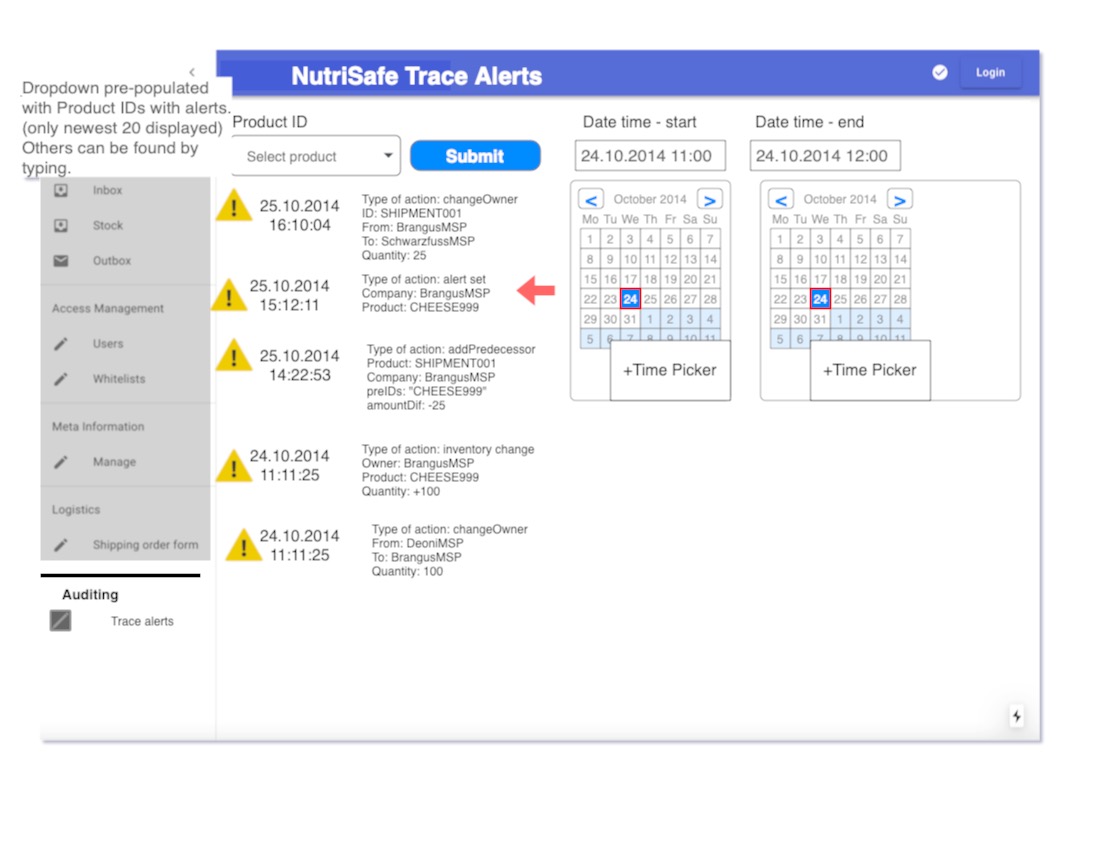 NutriSafe Trace Alerts
Login
Dropdown pre-populated
with Product IDs with alerts.
(only newest 20 displayed)
Others can be found by
typing.
Inbox
Stock
Outbox
Access Management
Users
Whitelists
Meta Information
Manage
Logistics
Shipping order form
Auditing
Trace alerts
Product ID
Select product
Submit
25.10.2014
16:10:04
Type of action: changeOwner
ID: SHIPMENT001
From: BrangusMSP
To: SchwarzfussMSP
Quantity: 25
25.10.2014
15:12:11
Type of action: alert set
Company: BrangusMSP
Product: CHEESE999
25.10.2014
14:22:53
Type of action: addPredecessor
Product: SHIPMENT001
Company: BrangusMSP
preIDs: "CHEESE999"
amountDif: -25
24.10.2014
11:11:25
Type of action: inventory change
Owner: BrangusMSP
Product: CHEESE999
Quantity: +100
24.10.2014
11:11:25
Type of action: changeOwner
From: DeoniMSP
To: BrangusMSP
Quantity: 100
Date time - start
24.10.2014 11:00
< October 2014 >
Mo Tu We Th Fr Sa Su
1 2 3 4 5 6 7
8 9 10 11 12 13 14
15 16 17 18 19 20 21
22 23 24 25 26 27 28
29 30 31 1 2 3 4
5 6 7 8 9 10 11
+Time Picker
Date time - end
24.10.2014 12:00
< October 2014 >
Mo Tu We Th Fr Sa Su
1 2 3 4 5 6 7
8 9 10 11 12 13 14
15 16 17 18 19 20 21
22 23 24 25 26 27 28
29 30 31 1 2 3 4
5 6 7 8 9 10 11
+Time Picker